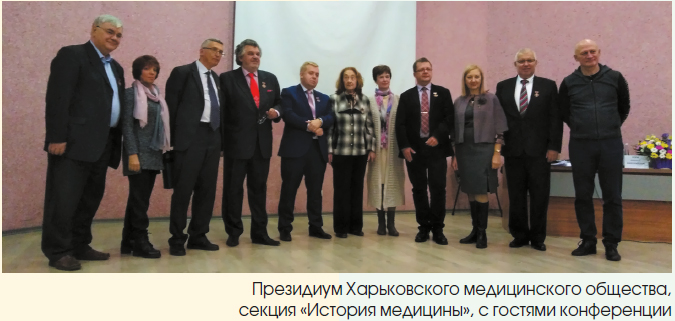 Президиум Харьковского медицинского общества,
секция «История медицины», с гостями конференции